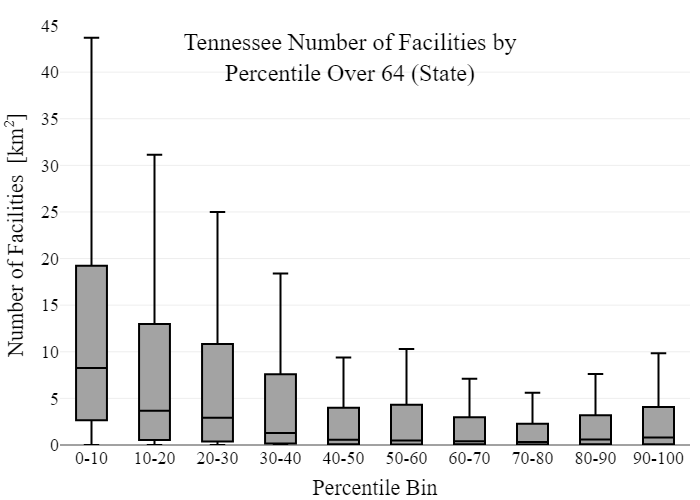 Tennessee Number of Facilities by
Percentile Over 64 (State)
Number of Facilities [km²]
45
40
35
30
25
20
15
10
5
0
0-10 10-20 20-30 30-40 40-50 50-60 60-70 70-80 80-90 90-100
Percentile Bin